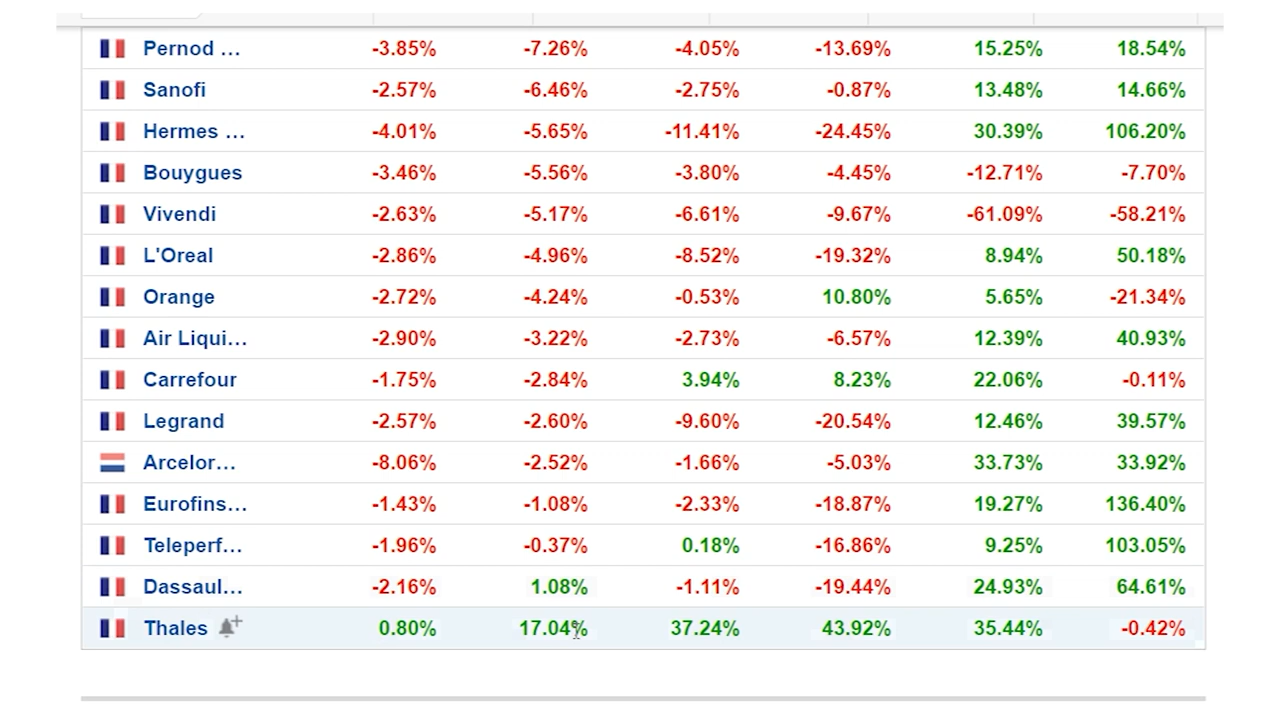 Pernod ... -3.85% -7.26% -4.05% -13.69% 15.25% 18.54%
Sanofi -2.57% -6.46% -2.75% -0.87% 13.48% 14.66%
Hermes ... -4.01% -5.65% -11.41% -24.45% 30.39% 106.20%
Bouygues -3.46% -5.56% -3.80% -4.45% -12.71% -7.70%
Vivendi -2.63% -5.17% -6.61% -9.67% -61.09% -58.21%
L'Oreal -2.86% -4.96% -8.52% -19.32% 8.94% 50.18%
Orange -2.72% -4.24% -0.53% 10.80% 5.65% -21.34%
Air Liqui... -2.90% -3.22% -2.73% -6.57% 12.39% 40.93%
Carrefour -1.75% -2.84% 3.94% 8.23% 22.06% -0.11%
Legrand -2.57% -2.60% -9.60% -20.54% 12.46% 39.57%
Arcelor... -8.06% -2.52% -1.66% -5.03% 33.73% 33.92%
Eurofins... -1.43% -1.08% -2.33% -18.87% 19.27% 136.40%
Teleperf... -1.96% -0.37% 0.18% -16.86% 9.25% 103.05%
Dassaul... -2.16% 1.08% -1.11% -19.44% 24.93% 64.61%
Thales 0.80% 17.04% 37.24% 43.92% 35.44% -0.42%